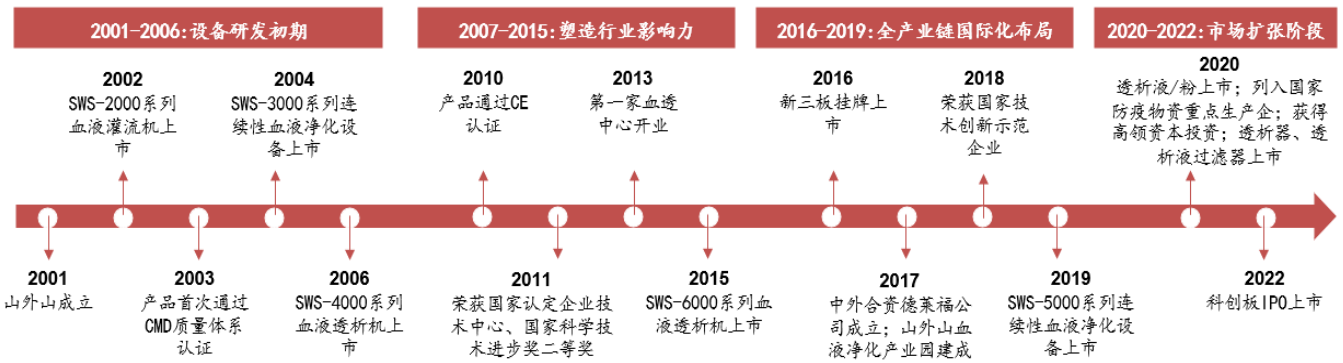 2001-2006:设备研发初期
2007-2015:塑造行业影响力
2016-2019:全产业链国际化布局
2020-2022:市场扩张阶段
2002
SWS-2000系列
血液灌流机上
市
2004
SWS-3000系列连
续性血液净化设
备上市
2010
产品通过CE
认证
2013
第一家血透
中心开业
2016
新三板挂牌上
市
2018
荣获国家技
术创新示范
企业
2020
透析液/粉上市；列入国家
防疫物资重点生产企；获得
高领资本投资；透析器、透
析液过滤器上市
2001
山外山成立
2003
产品首次通过
CMD质量体系
认证
2006
SWS-4000系列
血液透析机上
市
2011
荣获国家认定企业技
术中心、国家科学技
术进步奖二等奖
2015
SWS-6000系列血
液透析机上市
2017
中外合资德莱福公
司成立；山外山血
液净化产业园建成
2019
SWS-5000系列连
续性血液净化设
备上市
2022
科创板IPO上市